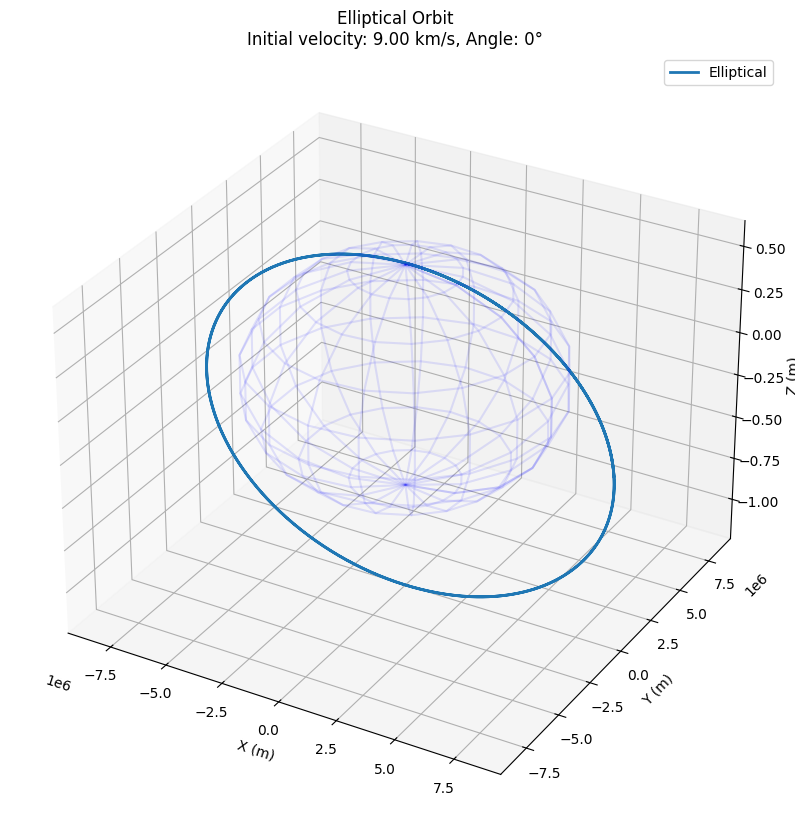 Elliptical Orbit
Initial velocity: 9.00 km/s, Angle: 0°
Elliptical
0.50
0.25
0.00
−0.25
−0.50
−0.75
−1.00
Z (m)
7.5
5.0
2.5
0.0
−2.5
−5.0
−7.5
1e6
Y (m)
1e6
−7.5
−5.0
−2.5
0.0
2.5
5.0
7.5
X (m)